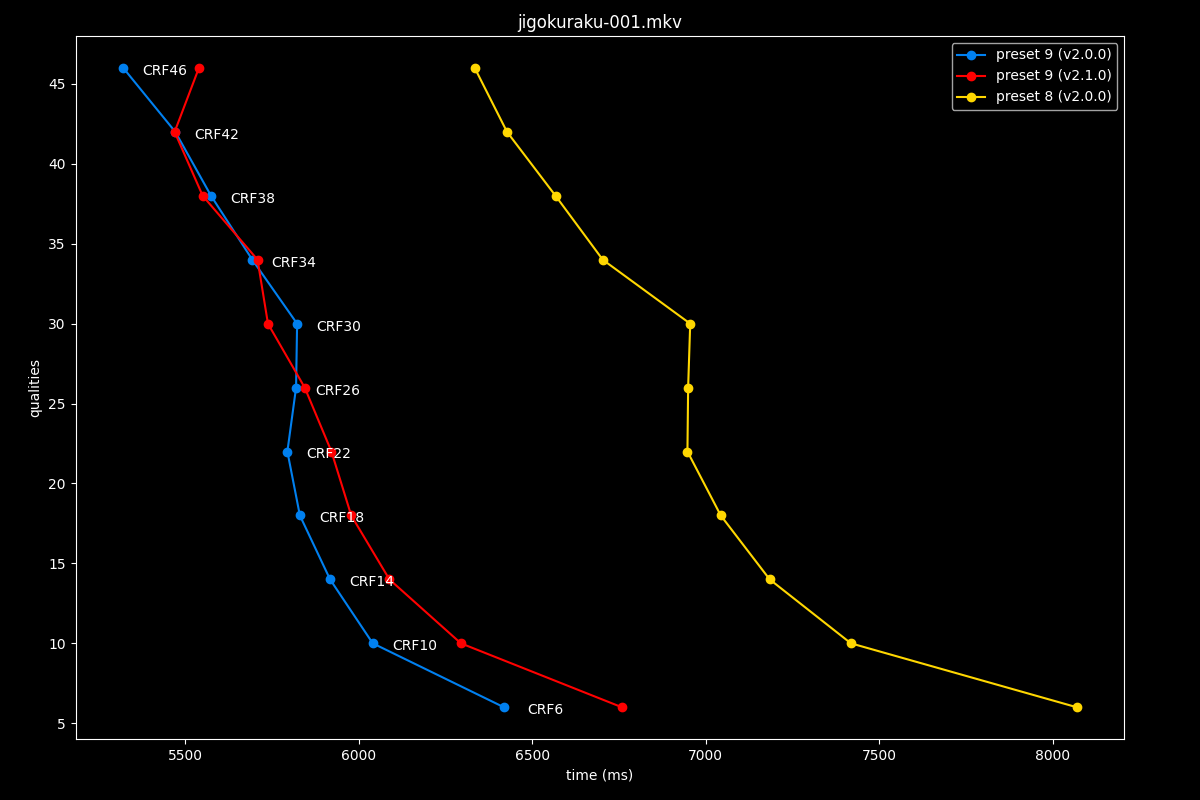 jigokuraku-001.mkv
preset 9 (v2.0.0)
preset 9 (v2.1.0)
preset 8 (v2.0.0)
45
40
35
30
25
20
15
10
5
qualities
CRF46
CRF42
CRF38
CRF34
CRF30
CRF26
CRF22
CRF18
CRF14
CRF10
CRF6
5500 6000 6500 7000 7500 8000
time (ms)